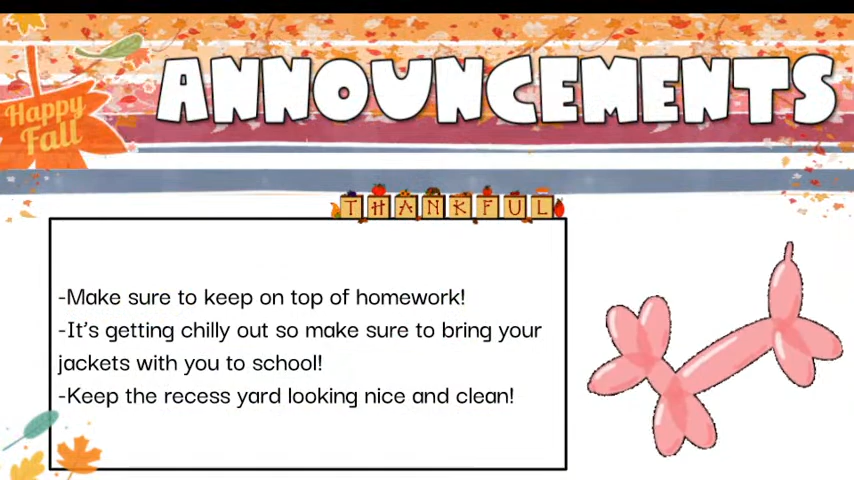 ANNOUNCEMENTS
Happy
Fall
THANKFUL
-Make sure to keep on top of homework!
-It's getting chilly out so make sure to bring your
jackets with you to school!
-Keep the recess yard looking nice and clean!